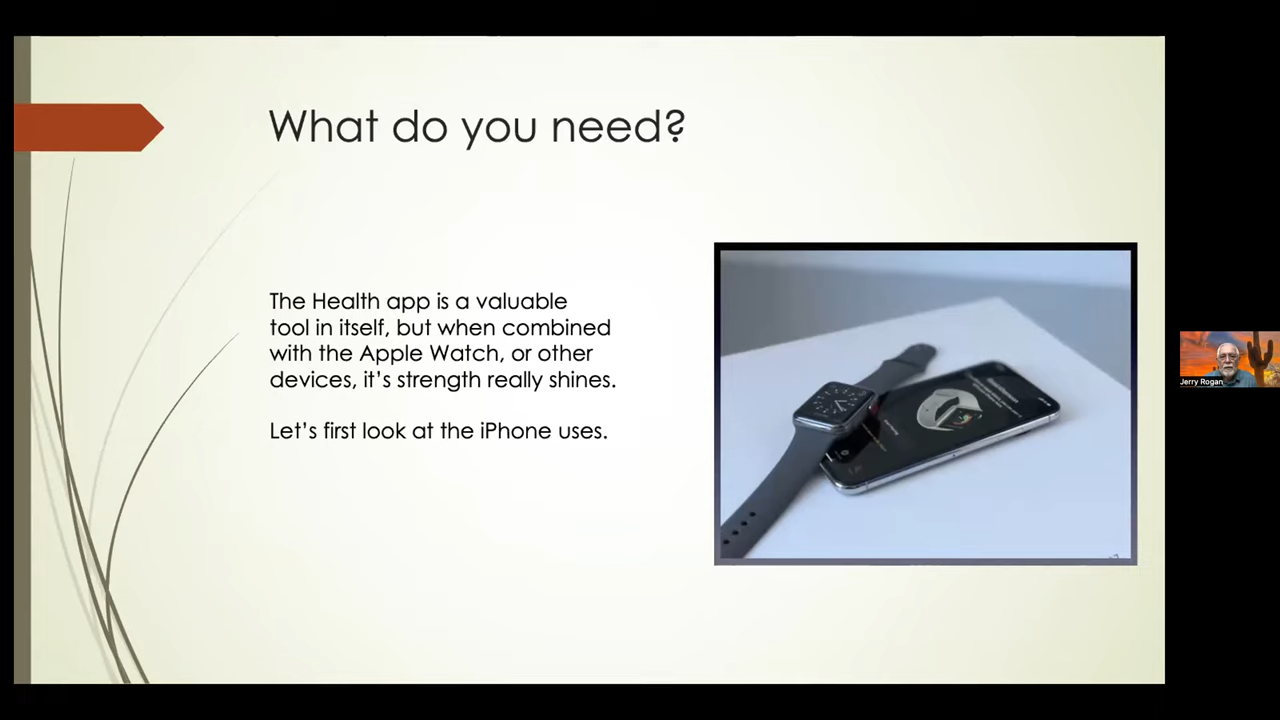 What do you need?
The Health app is a valuable
tool in itself, but when combined
with the Apple Watch, or other
devices, it's strength really shines.
Let's first look at the iPhone uses.
Jerry Rogan